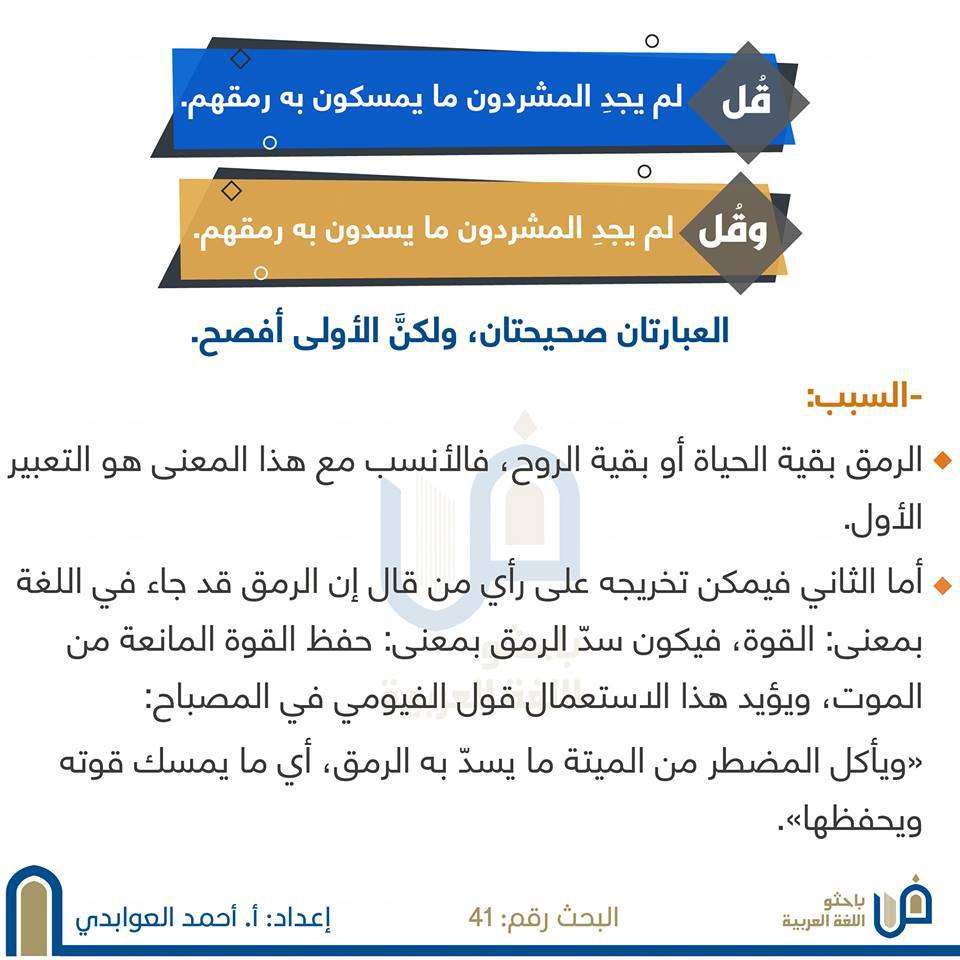 قُل
لم يجدِ المشردون ما يمسكون به رمقهم.
وقُل
لم يجدِ المشردون ما يسدون به رمقهم.
العبارتان صحيحتان، ولكنَّ الأولى أفصح.
-السبب:
الرمق بقية الحياة أو بقية الروح، فالأنسب مع هذا المعنى هو التعبير
الأول.
أما الثاني فيمكن تخريجه على رأي من قال إن الرمق قد جاء في اللغة
بمعنى: القوة، فيكون سدّ الرمق بمعنى: حفظ القوة المانعة من
الموت، ويؤيد هذا الاستعمال قول الفيومي في المصباح:
«ويأكل المضطر من الميتة ما يسدّ به الرمق، أي ما يمسك قوته
ويحفظها».
باحثو
اللغة العربية
باحثو
اللغة العربية
البحث رقم: 41
إعداد: أ. أحمد العوابدي